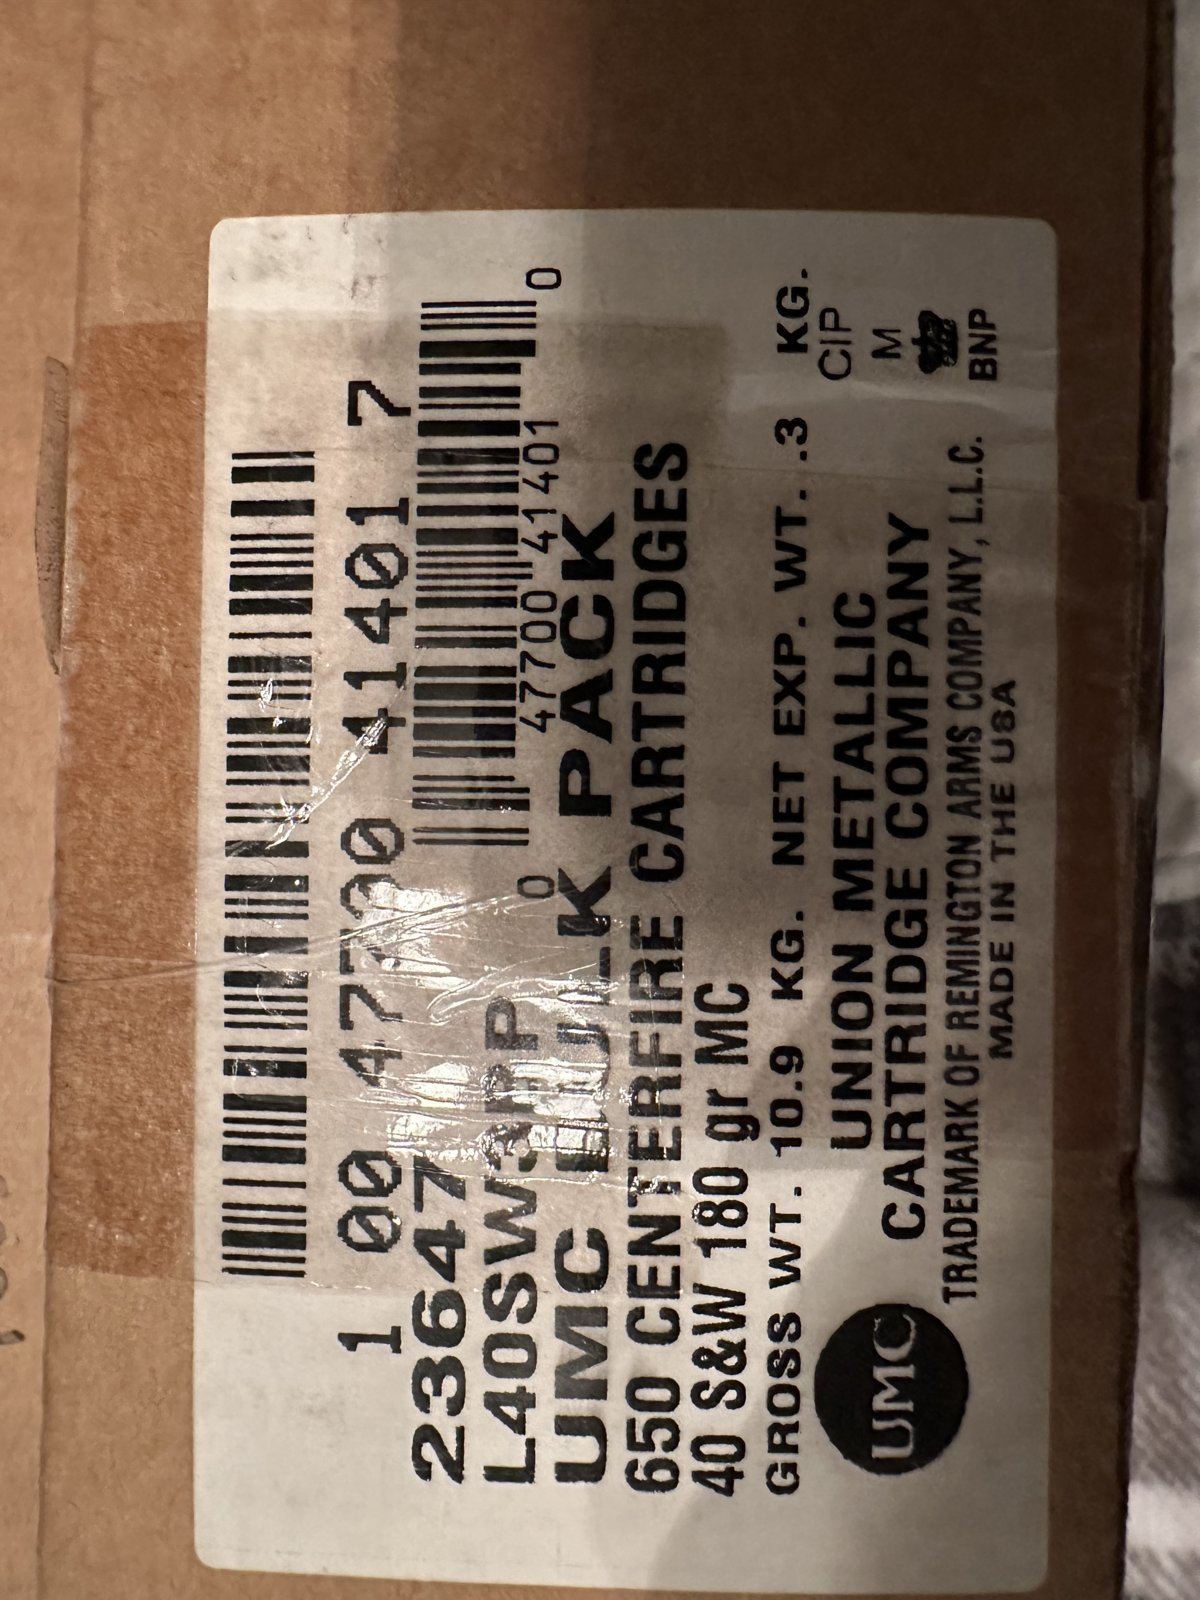 1 00 47700 41401 7
23647
L40SW3BP
0 47700 41401 0
UMC BULK PACK
650 CENTERFIRE CARTRIDGES
40 S&W 180 gr MC
GROSS WT. 10.9 KG. NET EXP. WT. .3 KG.
CIP
M
BNP
UMC
UNION METALLIC
CARTRIDGE COMPANY
TRADEMARK OF REMINGTON ARMS COMPANY, L.L.C.
MADE IN THE USA